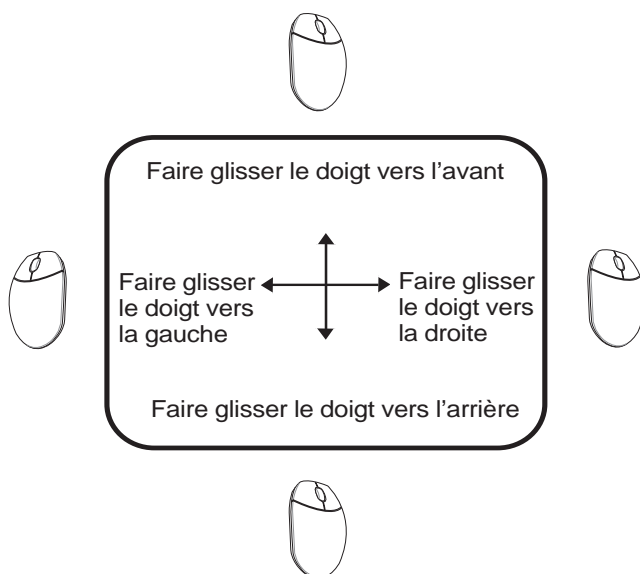 Faire glisser le doigt vers l’avant
Faire glisser
le doigt vers
la gauche
Faire glisser
le doigt vers
la droite
Faire glisser le doigt vers l’arrière